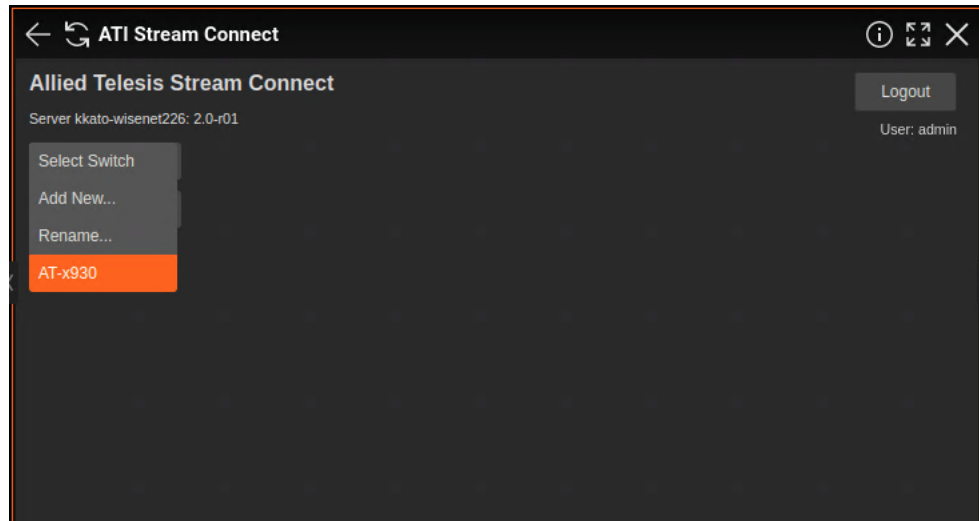 ATI Stream Connect
Allied Telesis Stream Connect
Logout
Server kkato-wisenet226: 2.0-r01
User: admin
Select Switch
Add New...
Rename...
AT-x930